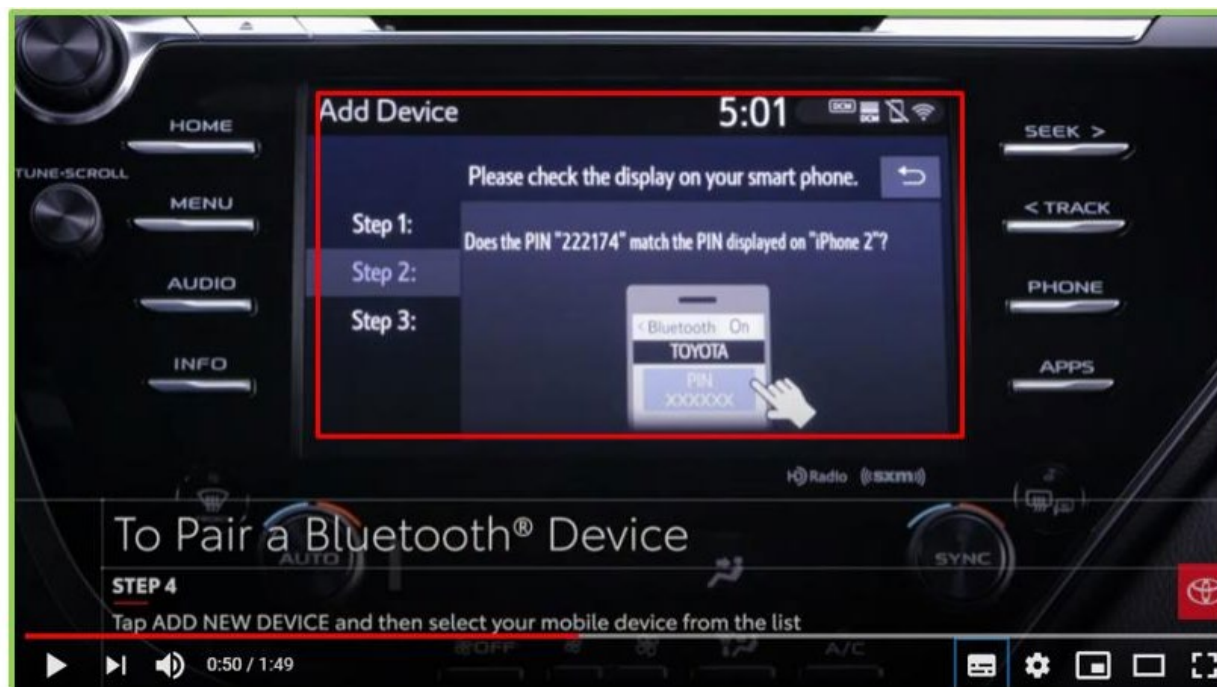 Add Device 5:01 DCM
DCM
HOME
SEEK >
TUNE•SCROLL
Please check the display on your smart phone.
MENU
< TRACK
Step 1:
Does the PIN "222174" match the PIN displayed on "iPhone 2"?
Step 2:
AUDIO
PHONE
Step 3:
< Bluetooth On
TOYOTA
INFO
APPS
PIN
XXXXXX
HD Radio ((SXM))
To Pair a Bluetooth® Device
AUTO
SYNC
STEP 4
Tap ADD NEW DEVICE and then select your mobile device from the list
OFF
A/C
0:50 / 1:49